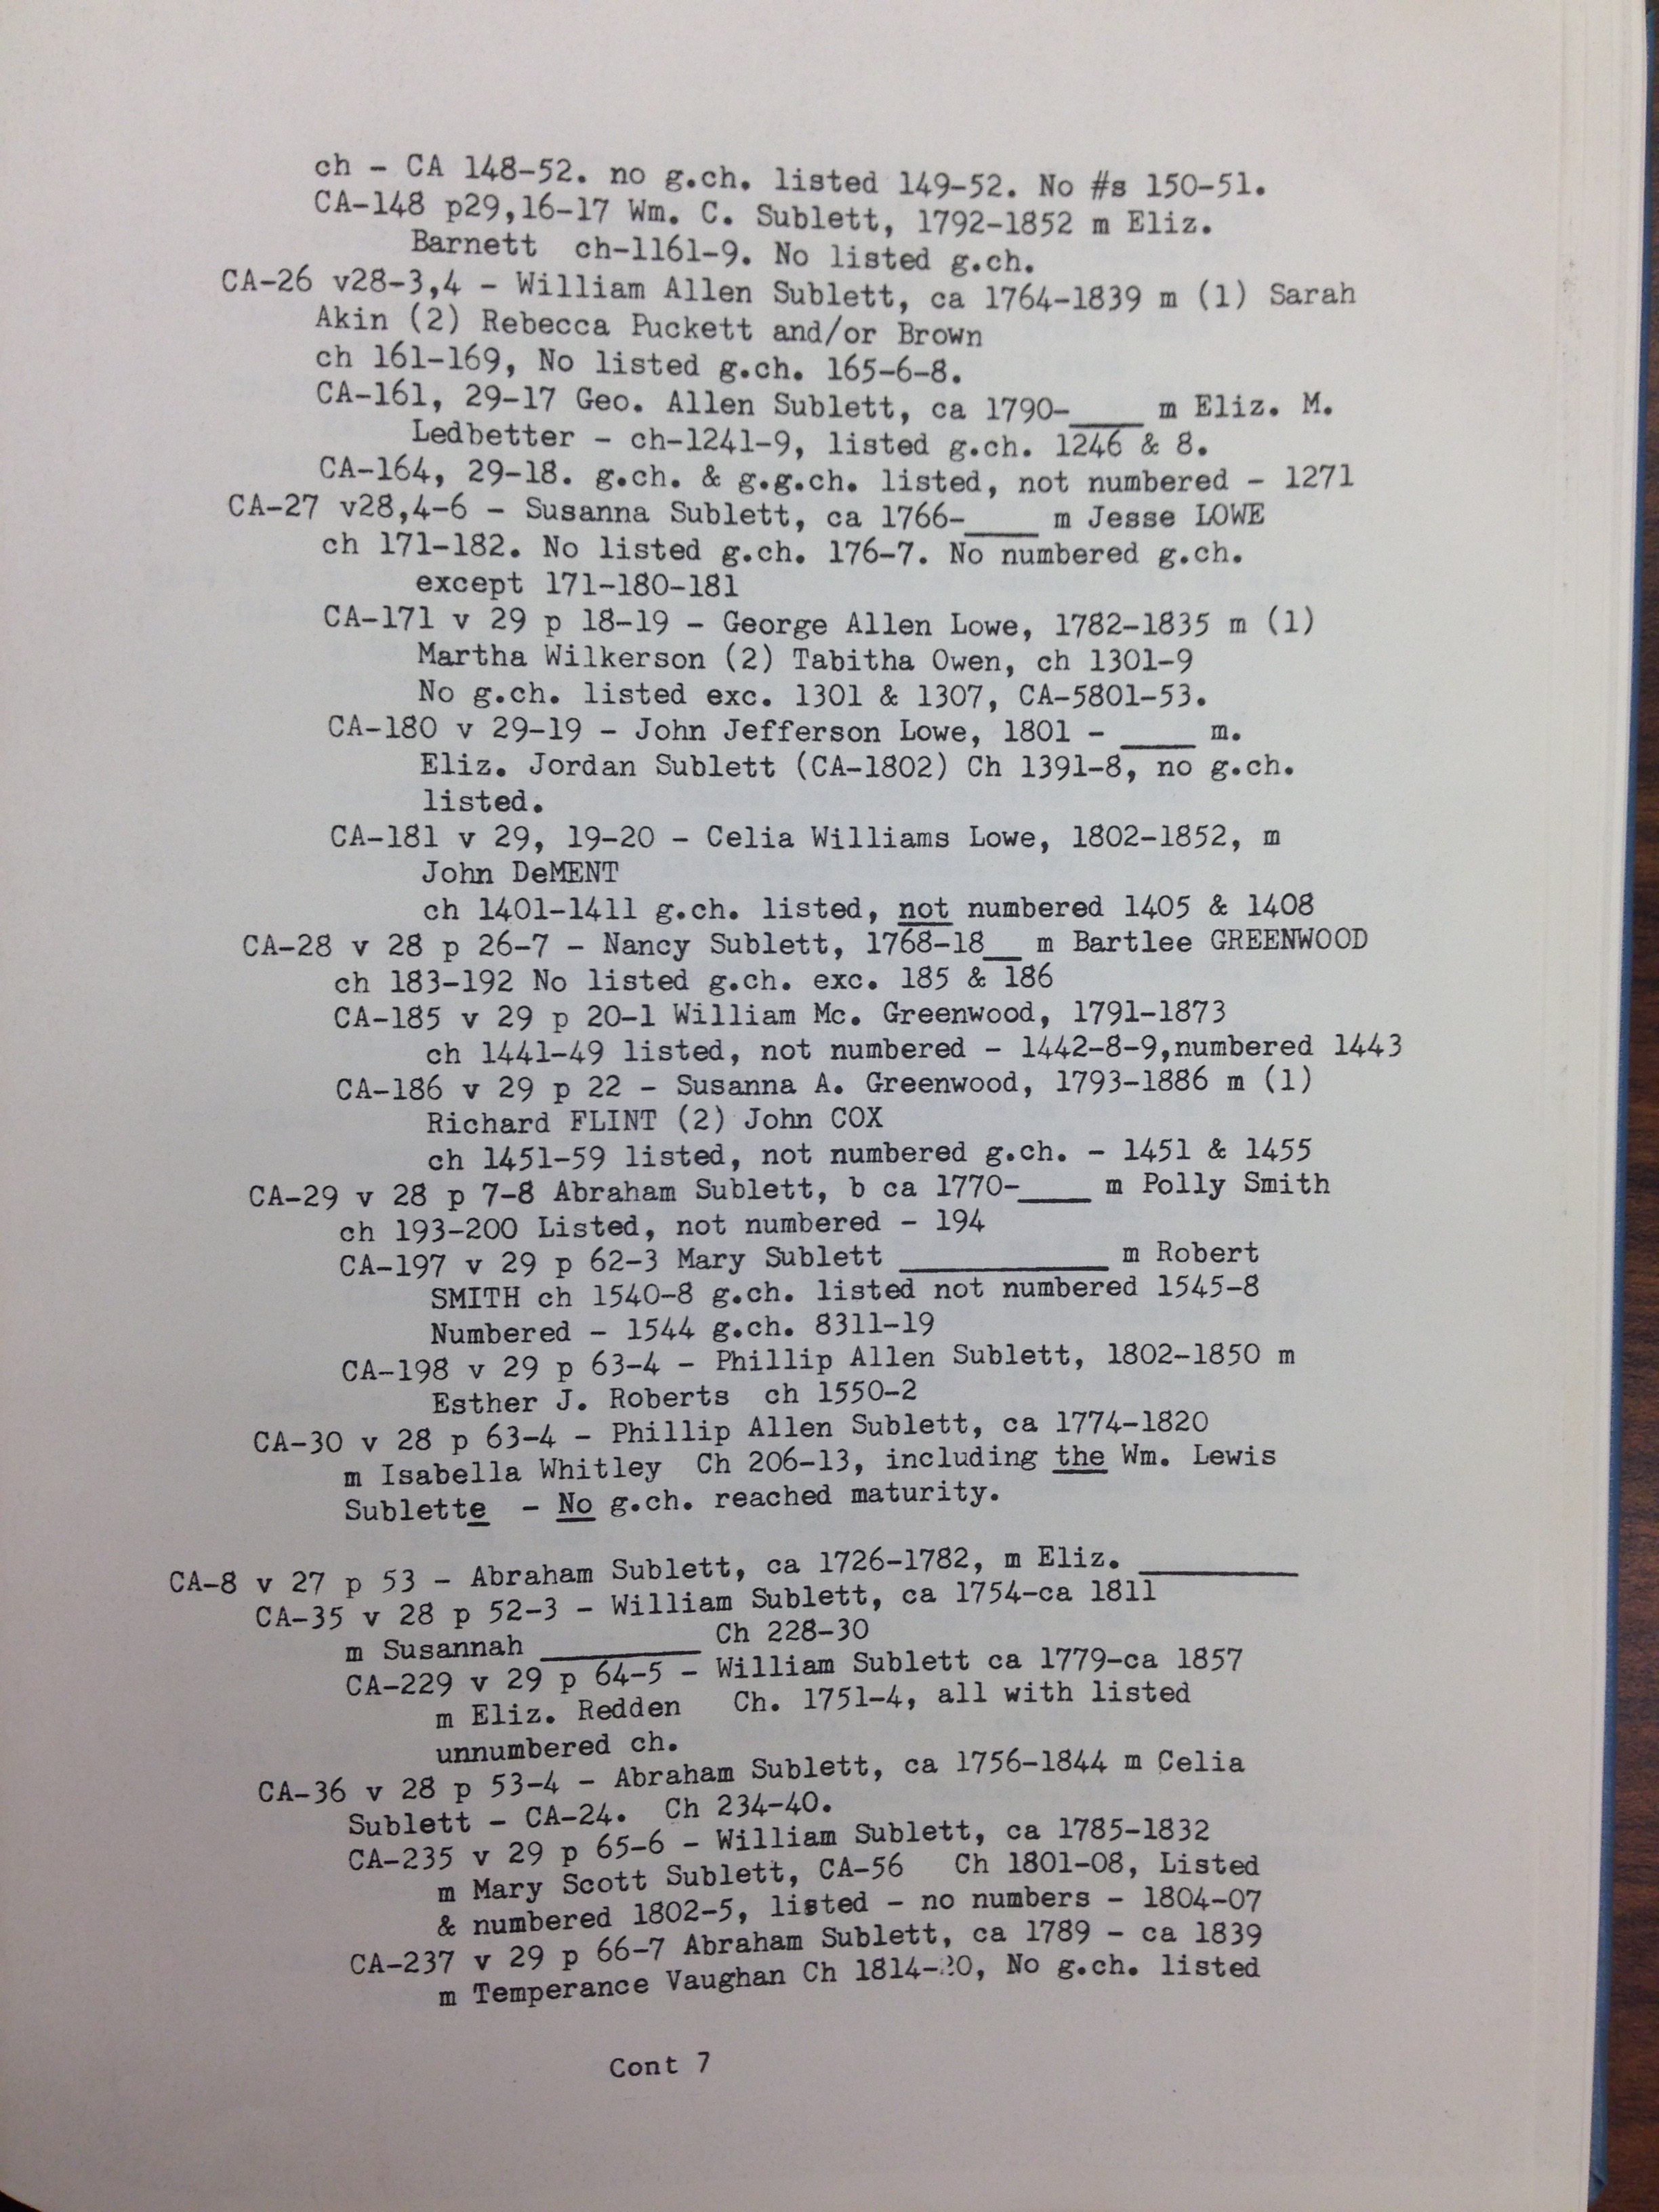 ch - CA 148-52. no g.ch. listed 149-52. No #s 150-51.
CA-148 p29,16-17 Wm. C. Sublett, 1792-1852 m Eliz.
Barnett ch-1161-9. No listed g.ch.
CA-26 v28-3,4 - William Allen Sublett, ca 1764-1839 m (1) Sarah
Akin (2) Rebecca Puckett and/or Brown
ch 161-169, No listed g.ch. 165-6-8.
CA-161, 29-17 Geo. Allen Sublett, ca 1790-____ m Eliz. M.
Ledbetter - ch-1241-9, listed g.ch. 1246 & 8.
CA-164, 29-18. g.ch. & g.g.ch. listed, not numbered - 1271
CA-27 v28,4-6 - Susanna Sublett, ca 1766-____ m Jesse LOWE
ch 171-182. No listed g.ch. 176-7. No numbered g.ch.
except 171-180-181
CA-171 v 29 p 18-19 - George Allen Lowe, 1782-1835 m (1)
Martha Wilkerson (2) Tabitha Owen, ch 1301-9
No g.ch. listed exc. 1301 & 1307, CA-5801-53.
CA-180 v 29-19 - John Jefferson Lowe, 1801 - ____ m.
Eliz. Jordan Sublett (CA-1802) Ch 1391-8, no g.ch.
listed.
CA-181 v 29, 19-20 - Celia Williams Lowe, 1802-1852, m
John DeMENT
ch 1401-1411 g.ch. listed, not numbered 1405 & 1408
CA-28 v 28 p 26-7 - Nancy Sublett, 1768-18__ m Bartlee GREENWOOD
ch 183-192 No listed g.ch. exc. 185 & 186
CA-185 v 29 p 20-1 William Mc. Greenwood, 1791-1873
ch 1441-49 listed, not numbered - 1442-8-9,numbered 1443
CA-186 v 29 p 22 - Susanna A. Greenwood, 1793-1886 m (1)
Richard FLINT (2) John COX
ch 1451-59 listed, not numbered g.ch. - 1451 & 1455
CA-29 v 28 p 7-8 Abraham Sublett, b ca 1770-____ m Polly Smith
ch 193-200 Listed, not numbered - 194
CA-197 v 29 p 62-3 Mary Sublett ____________ m Robert
SMITH ch 1540-8 g.ch. listed not numbered 1545-8
Numbered - 1544 g.ch. 8311-19
CA-198 v 29 p 63-4 - Phillip Allen Sublett, 1802-1850 m
Esther J. Roberts ch 1550-2
CA-30 v 28 p 63-4 - Phillip Allen Sublett, ca 1774-1820
m Isabella Whitley Ch 206-13, including the Wm. Lewis
Sublette - No g.ch. reached maturity.
CA-8 v 27 p 53 - Abraham Sublett, ca 1726-1782, m Eliz. _________
CA-35 v 28 p 52-3 - William Sublett, ca 1754-ca 1811
m Susannah _________ Ch 228-30
CA-229 v 29 p 64-5 - William Sublett ca 1779-ca 1857
m Eliz. Redden Ch. 1751-4, all with listed
unnumbered ch.
CA-36 v 28 p 53-4 - Abraham Sublett, ca 1756-1844 m Celia
Sublett - CA-24. Ch 234-40.
CA-235 v 29 p 65-6 - William Sublett, ca 1785-1832
m Mary Scott Sublett, CA-56 Ch 1801-08, Listed
& numbered 1802-5, listed - no numbers - 1804-07
CA-237 v 29 p 66-7 Abraham Sublett, ca 1789 - ca 1839
m Temperance Vaughan Ch 1814-20, No g.ch. listed
Cont 7